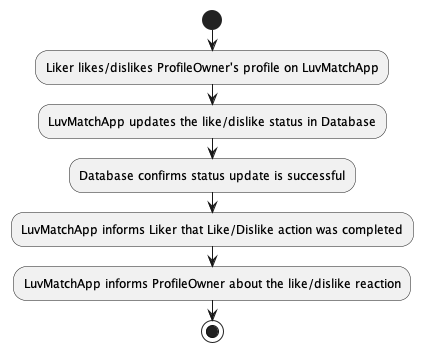 Liker likes/dislikes ProfileOwner's profile on LuvMatchApp
LuvMatchApp updates the like/dislike status in Database
Database confirms status update is successful
LuvMatchApp informs Liker that Like/Dislike action was completed
LuvMatchApp informs ProfileOwner about the like/dislike reaction